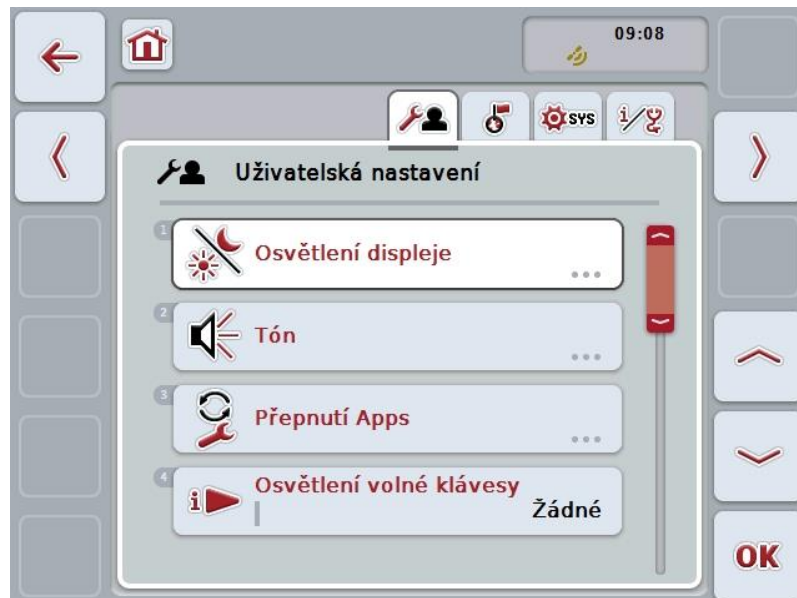 09:08
SYS
i/
Uživatelská nastavení
1
Osvětlení displeje
...
2
Tón
...
3
Přepnutí Apps
...
4
Osvětlení volné klávesy
i
Žádné
OK